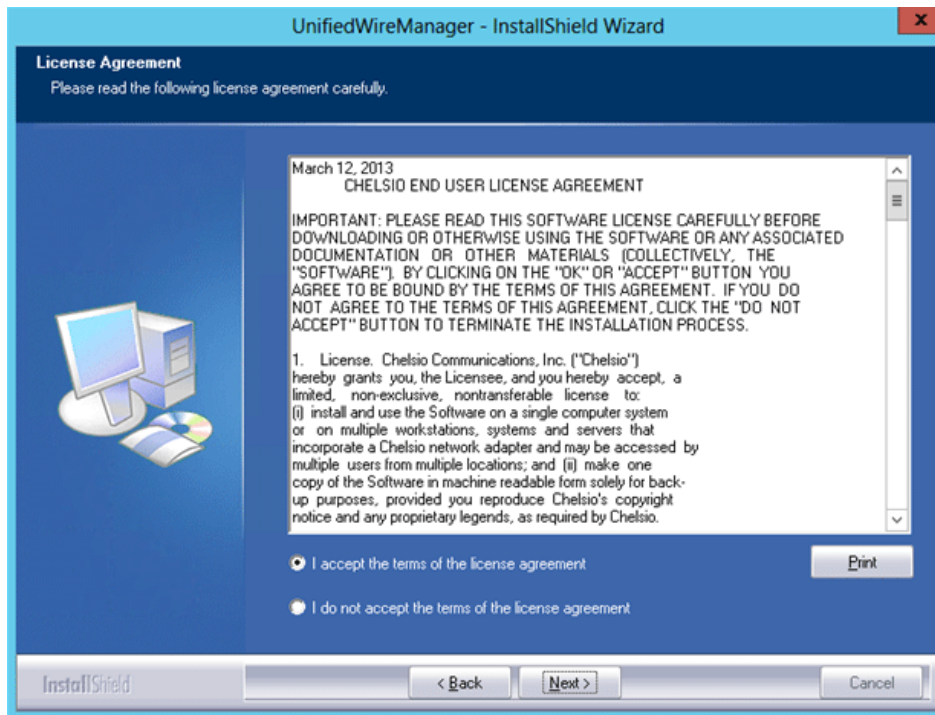 UnifiedWireManager - InstallShield Wizard
x
License Agreement
Please read the following license agreement carefully.
March 12, 2013
CHELSIO END USER LICENSE AGREEMENT
IMPORTANT: PLEASE READ THIS SOFTWARE LICENSE CAREFULLY BEFORE
DOWNLOADING OR OTHERWISE USING THE SOFTWARE OR ANY ASSOCIATED
DOCUMENTATION OR OTHER MATERIALS (COLLECTIVELY, THE
"SOFTWARE"). BY CLICKING ON THE "OK" OR "ACCEPT" BUTTON YOU
AGREE TO BE BOUND BY THE TERMS OF THIS AGREEMENT. IF YOU DO
NOT AGREE TO THE TERMS OF THIS AGREEMENT, CLICK THE "DO NOT
ACCEPT" BUTTON TO TERMINATE THE INSTALLATION PROCESS.
1. License. Chelsio Communications, Inc. ("Chelsio")
hereby grants you, the Licensee, and you hereby accept, a
limited, non-exclusive, nontransferable license to:
(i) install and use the Software on a single computer system
or on multiple workstations, systems and servers that
incorporate a Chelsio network adapter and may be accessed by
multiple users from multiple locations; and (ii) make one
copy of the Software in machine readable form solely for back-
up purposes, provided you reproduce Chelsio's copyright
notice and any proprietary legends, as required by Chelsio.
I accept the terms of the license agreement
Print
I do not accept the terms of the license agreement
InstallShield
< Back
Next >
Cancel